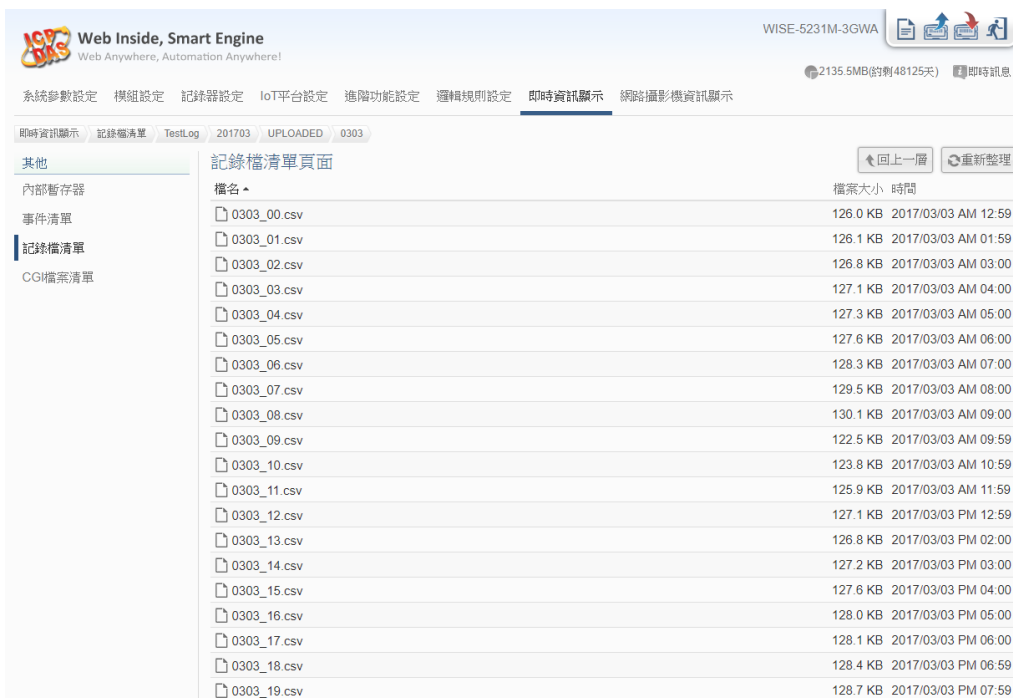 WISE-5231M-3GWA
ICP DAS
Web Inside, Smart Engine
Web Anywhere, Automation Anywhere!
2135.5MB(約剩48125天) 即時訊息
系統參數設定 模組設定 記錄器設定 IoT平台設定 進階功能設定 邏輯規則設定 即時資訊顯示 網路攝影機資訊顯示
即時資訊顯示 記錄檔清單 TestLog 201703 UPLOADED 0303
其他
內部暫存器
事件清單
記錄檔清單
CGI檔案清單
記錄檔清單頁面
回上一層 重新整理
檔名 檔案大小 時間
0303_00.csv 126.0 KB 2017/03/03 AM 12:59
0303_01.csv 126.1 KB 2017/03/03 AM 01:59
0303_02.csv 126.8 KB 2017/03/03 AM 03:00
0303_03.csv 127.1 KB 2017/03/03 AM 04:00
0303_04.csv 127.3 KB 2017/03/03 AM 05:00
0303_05.csv 127.6 KB 2017/03/03 AM 06:00
0303_06.csv 128.3 KB 2017/03/03 AM 07:00
0303_07.csv 129.5 KB 2017/03/03 AM 08:00
0303_08.csv 130.1 KB 2017/03/03 AM 09:00
0303_09.csv 122.5 KB 2017/03/03 AM 09:59
0303_10.csv 123.8 KB 2017/03/03 AM 10:59
0303_11.csv 125.9 KB 2017/03/03 AM 11:59
0303_12.csv 127.1 KB 2017/03/03 PM 12:59
0303_13.csv 126.8 KB 2017/03/03 PM 02:00
0303_14.csv 127.2 KB 2017/03/03 PM 03:00
0303_15.csv 127.6 KB 2017/03/03 PM 04:00
0303_16.csv 128.0 KB 2017/03/03 PM 05:00
0303_17.csv 128.1 KB 2017/03/03 PM 06:00
0303_18.csv 128.4 KB 2017/03/03 PM 06:59
0303_19.csv 128.7 KB 2017/03/03 PM 07:59